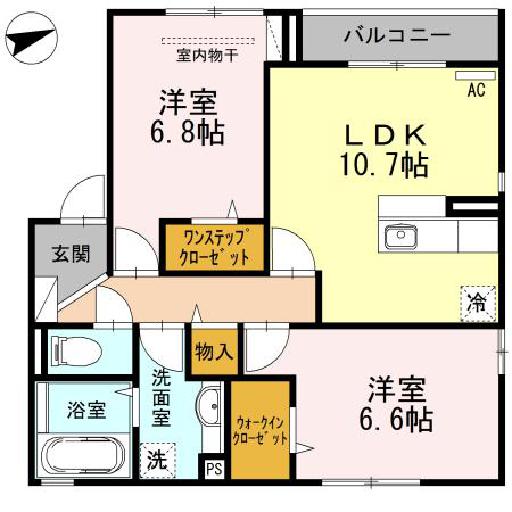 バルコニー
室内物干
AC
洋室
6.8帖
LDK
10.7帖
玄関
ワンステップ
クローゼット
冷
物入
洗面室
洋室
6.6帖
浴室
ウォークイン
クローゼット
洗
PS